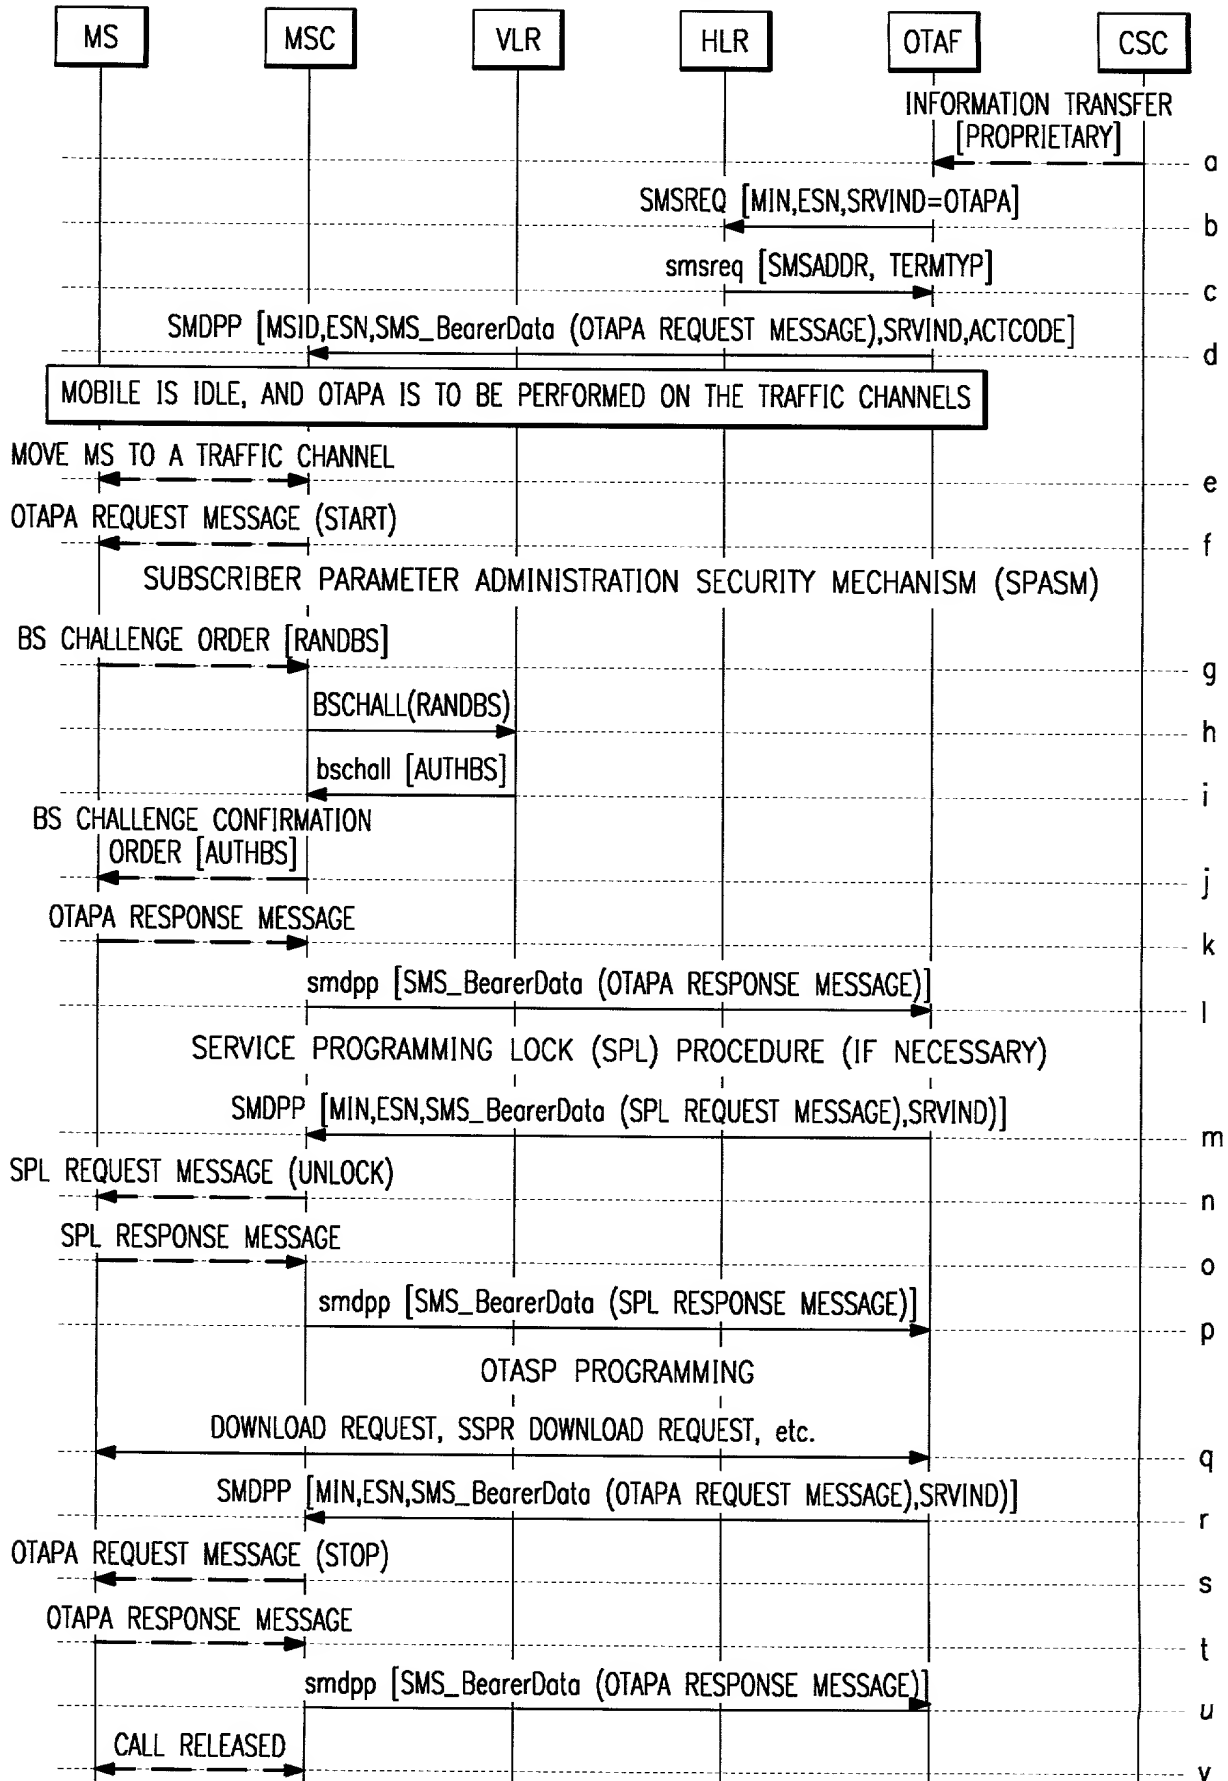 MS MSC VLR HLR OTAF CSC
INFORMATION TRANSFER
[PROPRIETARY]
a
SMSREQ [MIN,ESN,SRVIND=OTAPA]
b
smsreq [SMSADDR, TERMTYP]
c
SMDPP [MSID,ESN,SMS_BearerData (OTAPA REQUEST MESSAGE),SRVIND,ACTCODE]
d
MOBILE IS IDLE, AND OTAPA IS TO BE PERFORMED ON THE TRAFFIC CHANNELS
MOVE MS TO A TRAFFIC CHANNEL
e
OTAPA REQUEST MESSAGE (START)
f
SUBSCRIBER PARAMETER ADMINISTRATION SECURITY MECHANISM (SPASM)
BS CHALLENGE ORDER [RANDBS]
g
BSCHALL(RANDBS)
h
bschall [AUTHBS]
i
BS CHALLENGE CONFIRMATION
ORDER [AUTHBS]
j
OTAPA RESPONSE MESSAGE
k
smdpp [SMS_BearerData (OTAPA RESPONSE MESSAGE)]
l
SERVICE PROGRAMMING LOCK (SPL) PROCEDURE (IF NECESSARY)
SMDPP [MIN,ESN,SMS_BearerData (SPL REQUEST MESSAGE),SRVIND)]
m
SPL REQUEST MESSAGE (UNLOCK)
n
SPL RESPONSE MESSAGE
o
smdpp [SMS_BearerData (SPL RESPONSE MESSAGE)]
p
OTASP PROGRAMMING
DOWNLOAD REQUEST, SSPR DOWNLOAD REQUEST, etc.
q
SMDPP [MIN,ESN,SMS_BearerData (OTAPA REQUEST MESSAGE),SRVIND)]
r
OTAPA REQUEST MESSAGE (STOP)
s
OTAPA RESPONSE MESSAGE
t
smdpp [SMS_BearerData (OTAPA RESPONSE MESSAGE)]
u
CALL RELEASED
v